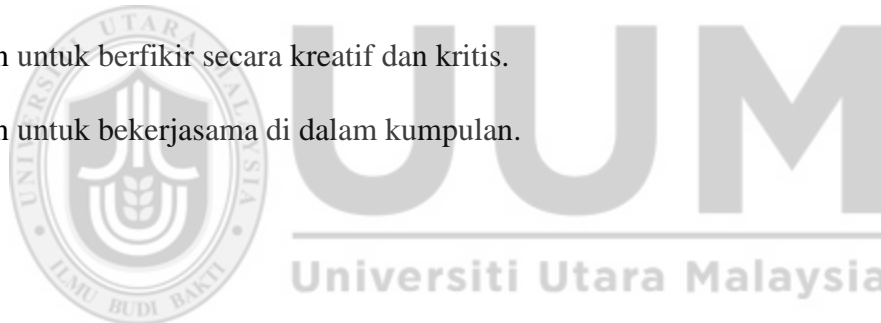 n untuk berfikir secara kreatif dan kritis.
n untuk bekerjasama di dalam kumpulan.
UNIVERSITI UTARA MALAYSIA
ILMU BUDI BAKTI
UUM
Universiti Utara Malaysia